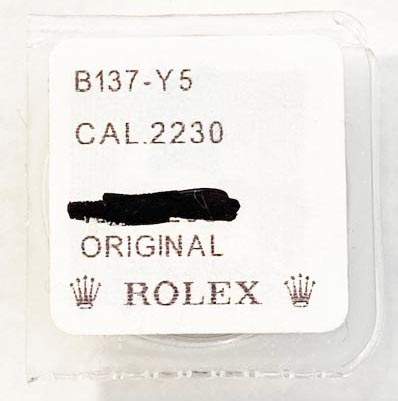 B137-Y5
CAL.2230
ORIGINAL
ROLEX